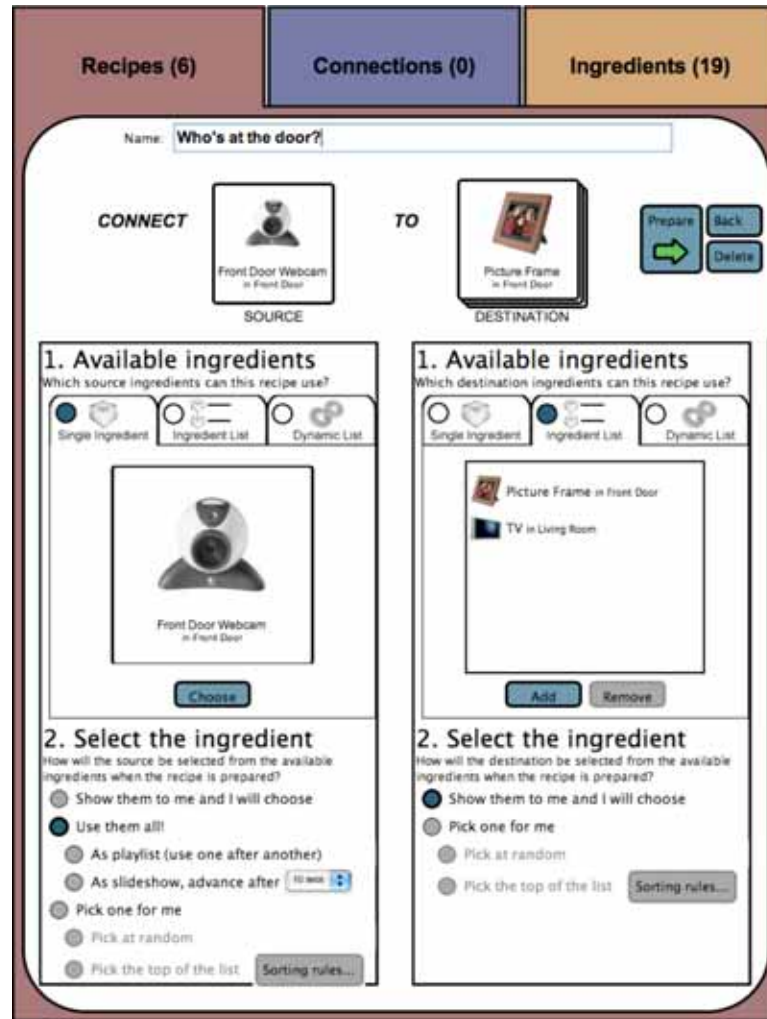 Recipes (6)
Connections (0)
Ingredients (19)
Name: Who's at the door?
CONNECT
Front Door Webcam
in Front Door
SOURCE
TO
Picture Frame
in Front Door
DESTINATION
Prepare
Back
Delete
1. Available ingredients
Which source ingredients can this recipe use?
Single Ingredient
Ingredient List
Dynamic List
Front Door Webcam
in Front Door
Choose
2. Select the ingredient
How will the source be selected from the available
ingredients when the recipe is prepared?
Show them to me and I will choose
Use them all!
As playlist (use one after another)
As slideshow, advance after 10 secs
Pick one for me
Pick at random
Pick the top of the list
Sorting rules...
1. Available ingredients
Which destination ingredients can this recipe use?
Single Ingredient
Ingredient List
Dynamic List
Picture Frame in Front Door
TV in Living Room
Add
Remove
2. Select the ingredient
How will the destination be selected from the available
ingredients when the recipe is prepared?
Show them to me and I will choose
Pick one for me
Pick at random
Pick the top of the list
Sorting rules...